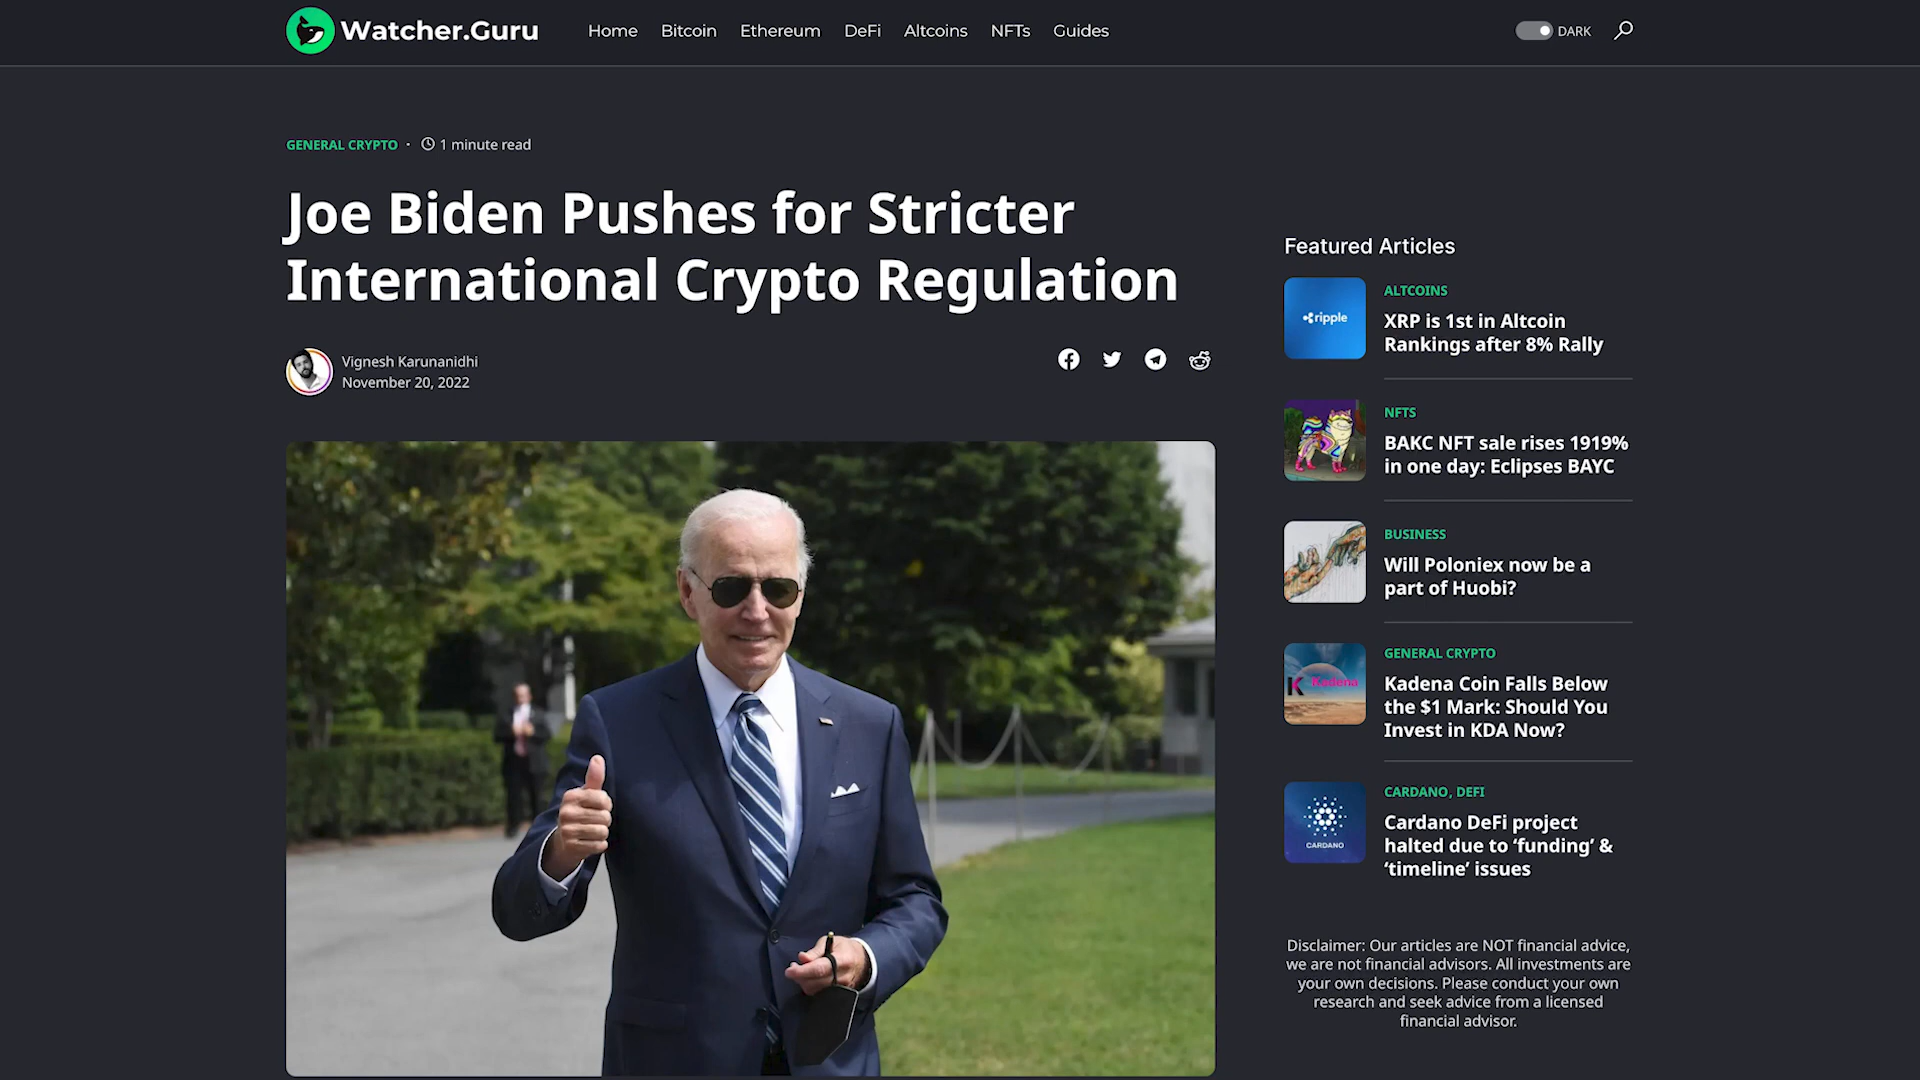 Watcher.Guru
Home Bitcoin Ethereum DeFi Altcoins NFTs Guides
DARK
GENERAL CRYPTO · 1 minute read
Joe Biden Pushes for Stricter
International Crypto Regulation
Vignesh Karunanidhi
November 20, 2022
Featured Articles
ripple
ALTCOINS
XRP is 1st in Altcoin
Rankings after 8% Rally
NFTS
BAKC NFT sale rises 1919%
in one day: Eclipses BAYC
BUSINESS
Will Poloniex now be a
part of Huobi?
Kadena
GENERAL CRYPTO
Kadena Coin Falls Below
the $1 Mark: Should You
Invest in KDA Now?
CARDANO
CARDANO, DEFI
Cardano DeFi project
halted due to ‘funding’ &
‘timeline’ issues
Disclaimer: Our articles are NOT financial advice,
we are not financial advisors. All investments are
your own decisions. Please conduct your own
research and seek advice from a licensed
financial advisor.